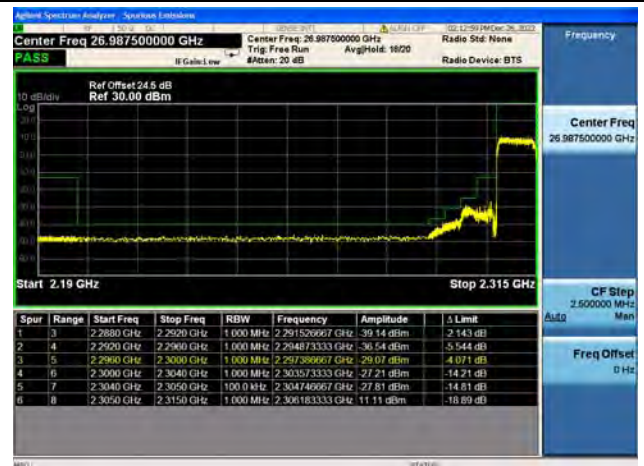 Agilent Spectrum Analyzer - Spurious Emissions
Center Freq 26.987500000 GHz
PASS
IFGain:Low
Center Freq: 26.987500000 GHz
Trig: Free Run
Avg|Hold: 18/20
#Atten: 20 dB
02:12:59 PM Dec 26, 2022
Radio Std: None
Radio Device: BTS
Frequency
Ref Offset 24.5 dB
10 dB/div
Ref 30.00 dBm
Log
Center Freq
26.987500000 GHz
Start 2.19 GHz
Stop 2.315 GHz
CF Step
2.500000 MHz
Auto Man
Freq Offset
0 Hz
Spur Range Start Freq Stop Freq RBW Frequency Amplitude Δ Limit
1 3 2.2880 GHz 2.2920 GHz 1.000 MHz 2.291526667 GHz -39.14 dBm -2.143 dB
2 4 2.2920 GHz 2.2960 GHz 1.000 MHz 2.294873333 GHz -36.54 dBm -5.544 dB
3 5 2.2960 GHz 2.3000 GHz 1.000 MHz 2.297386667 GHz -29.07 dBm -4.071 dB
4 6 2.3000 GHz 2.3040 GHz 1.000 MHz 2.303573333 GHz -27.21 dBm -14.21 dB
5 7 2.3040 GHz 2.3050 GHz 100.0 kHz 2.304746667 GHz -27.81 dBm -14.81 dB
6 8 2.3050 GHz 2.3150 GHz 1.000 MHz 2.306183333 GHz 11.11 dBm -18.89 dB
MSG
STATUS